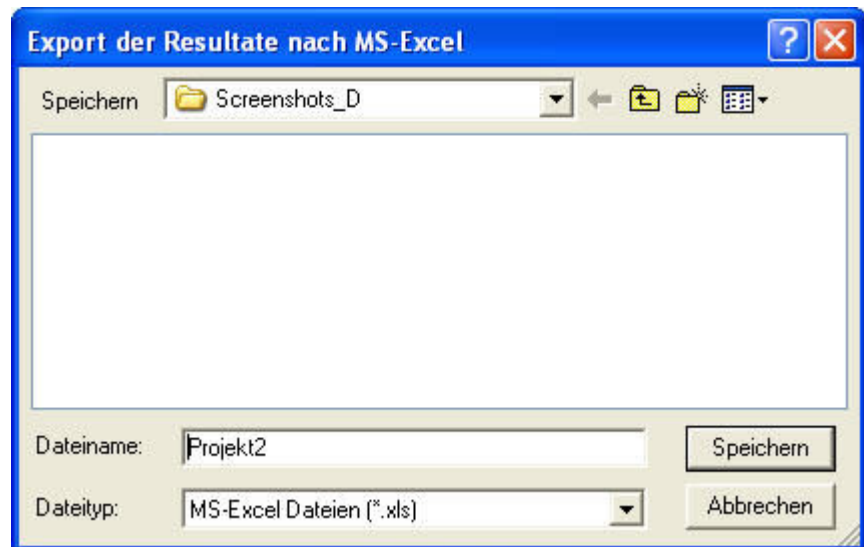 Export der Resultate nach MS-Excel
Speichern Screenshots_D
Dateiname: Projekt2 Speichern
Dateityp: MS-Excel Dateien (*.xls) Abbrechen